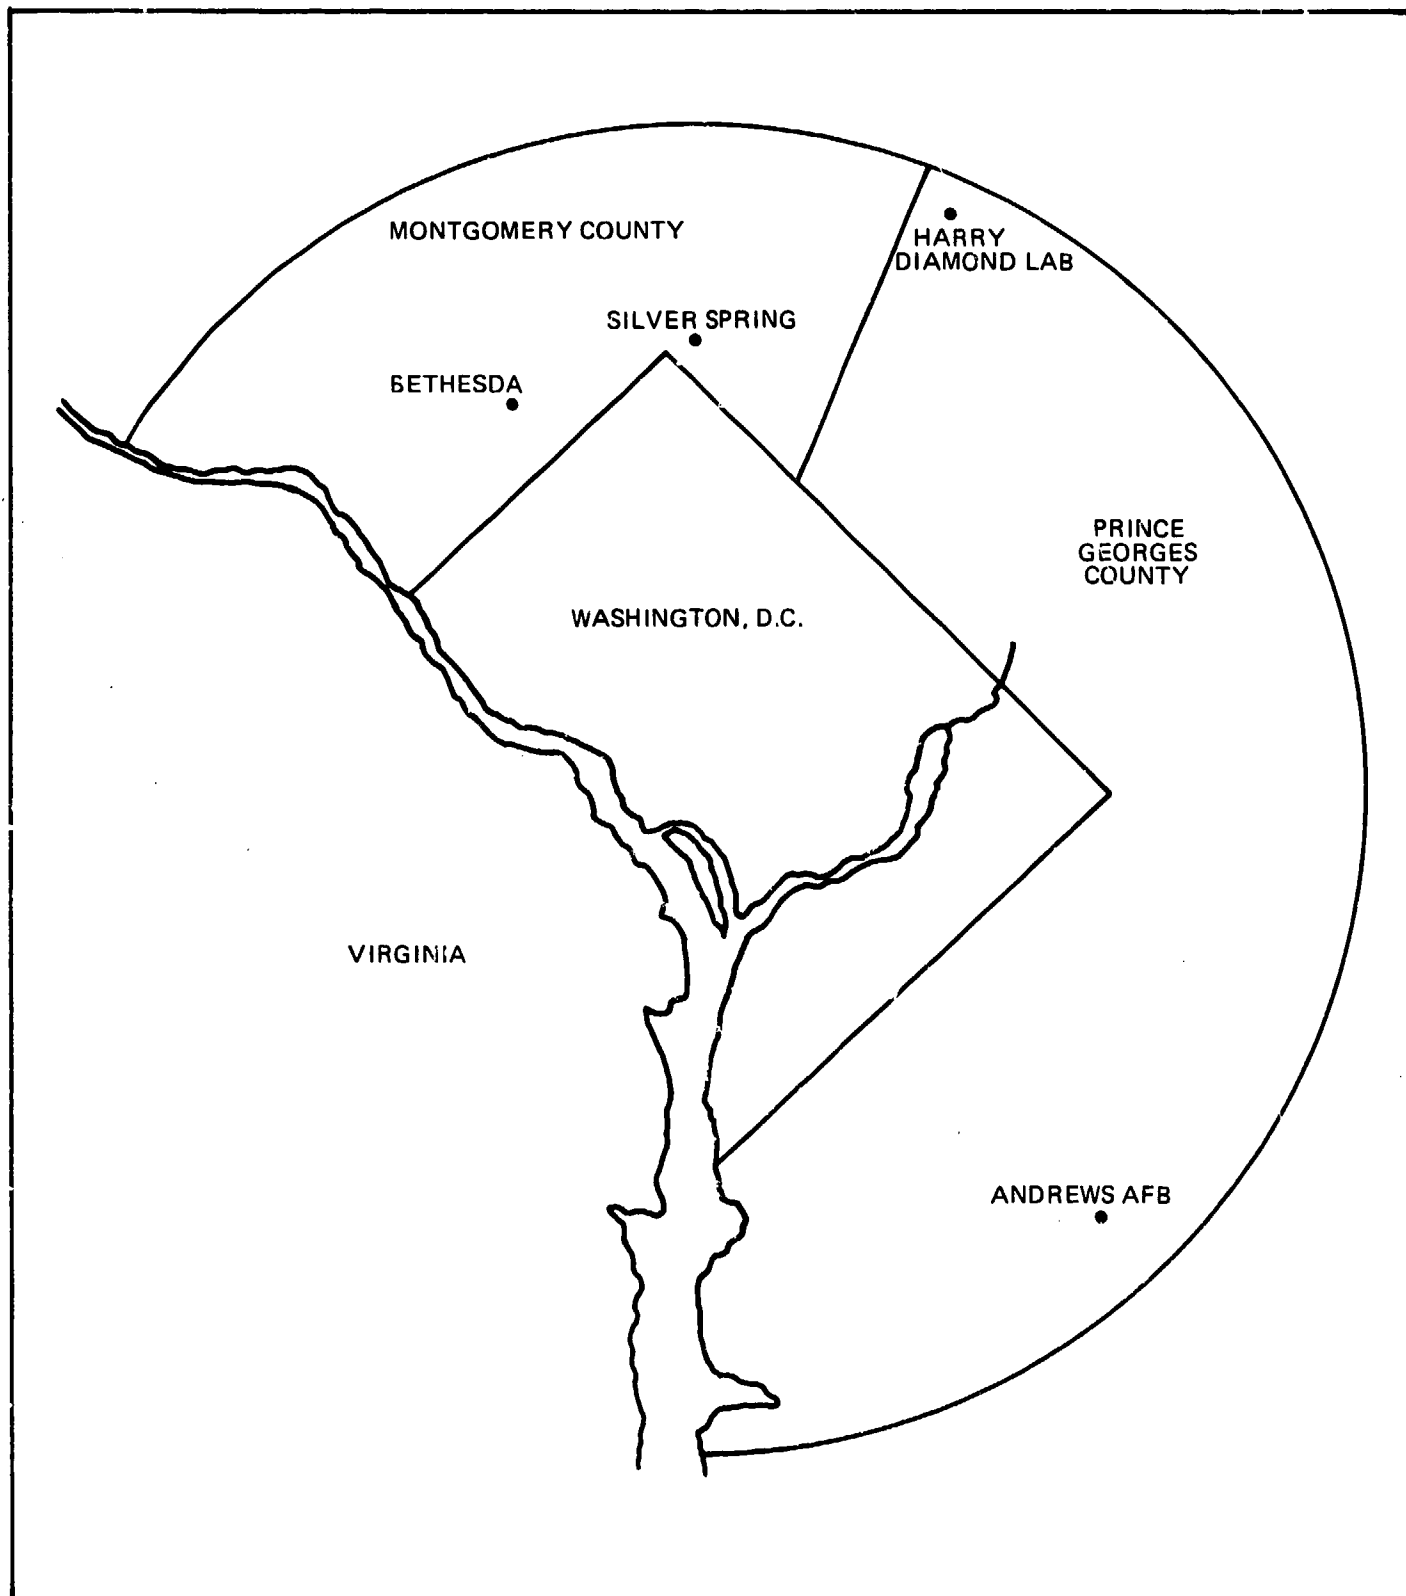 MONTGOMERY COUNTY
HARRY
DIAMOND LAB
SILVER SPRING
BETHESDA
PRINCE
GEORGES
COUNTY
WASHINGTON, D.C.
VIRGINIA
ANDREWS AFB